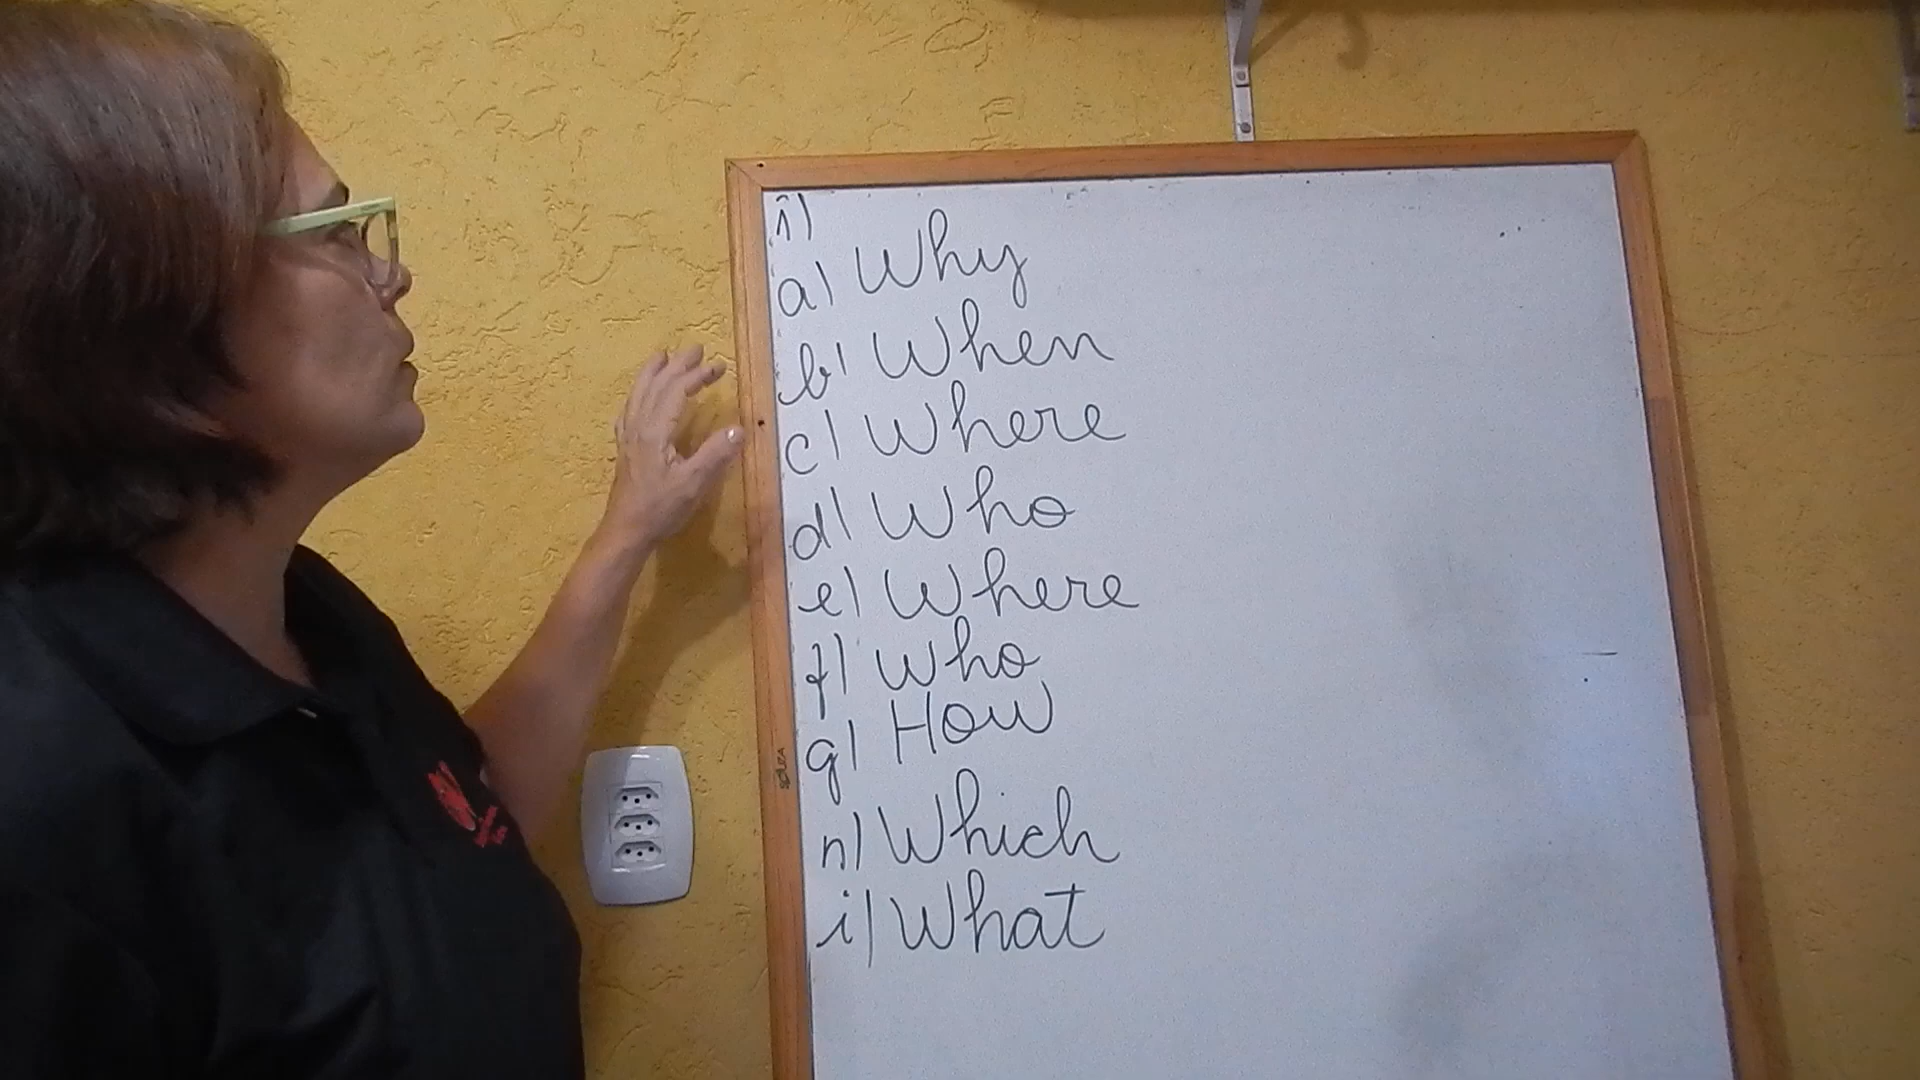 1)
a) Why
b) When
c) Where
d) Who
e) Where
f) Who
g) How
h) Which
i) What